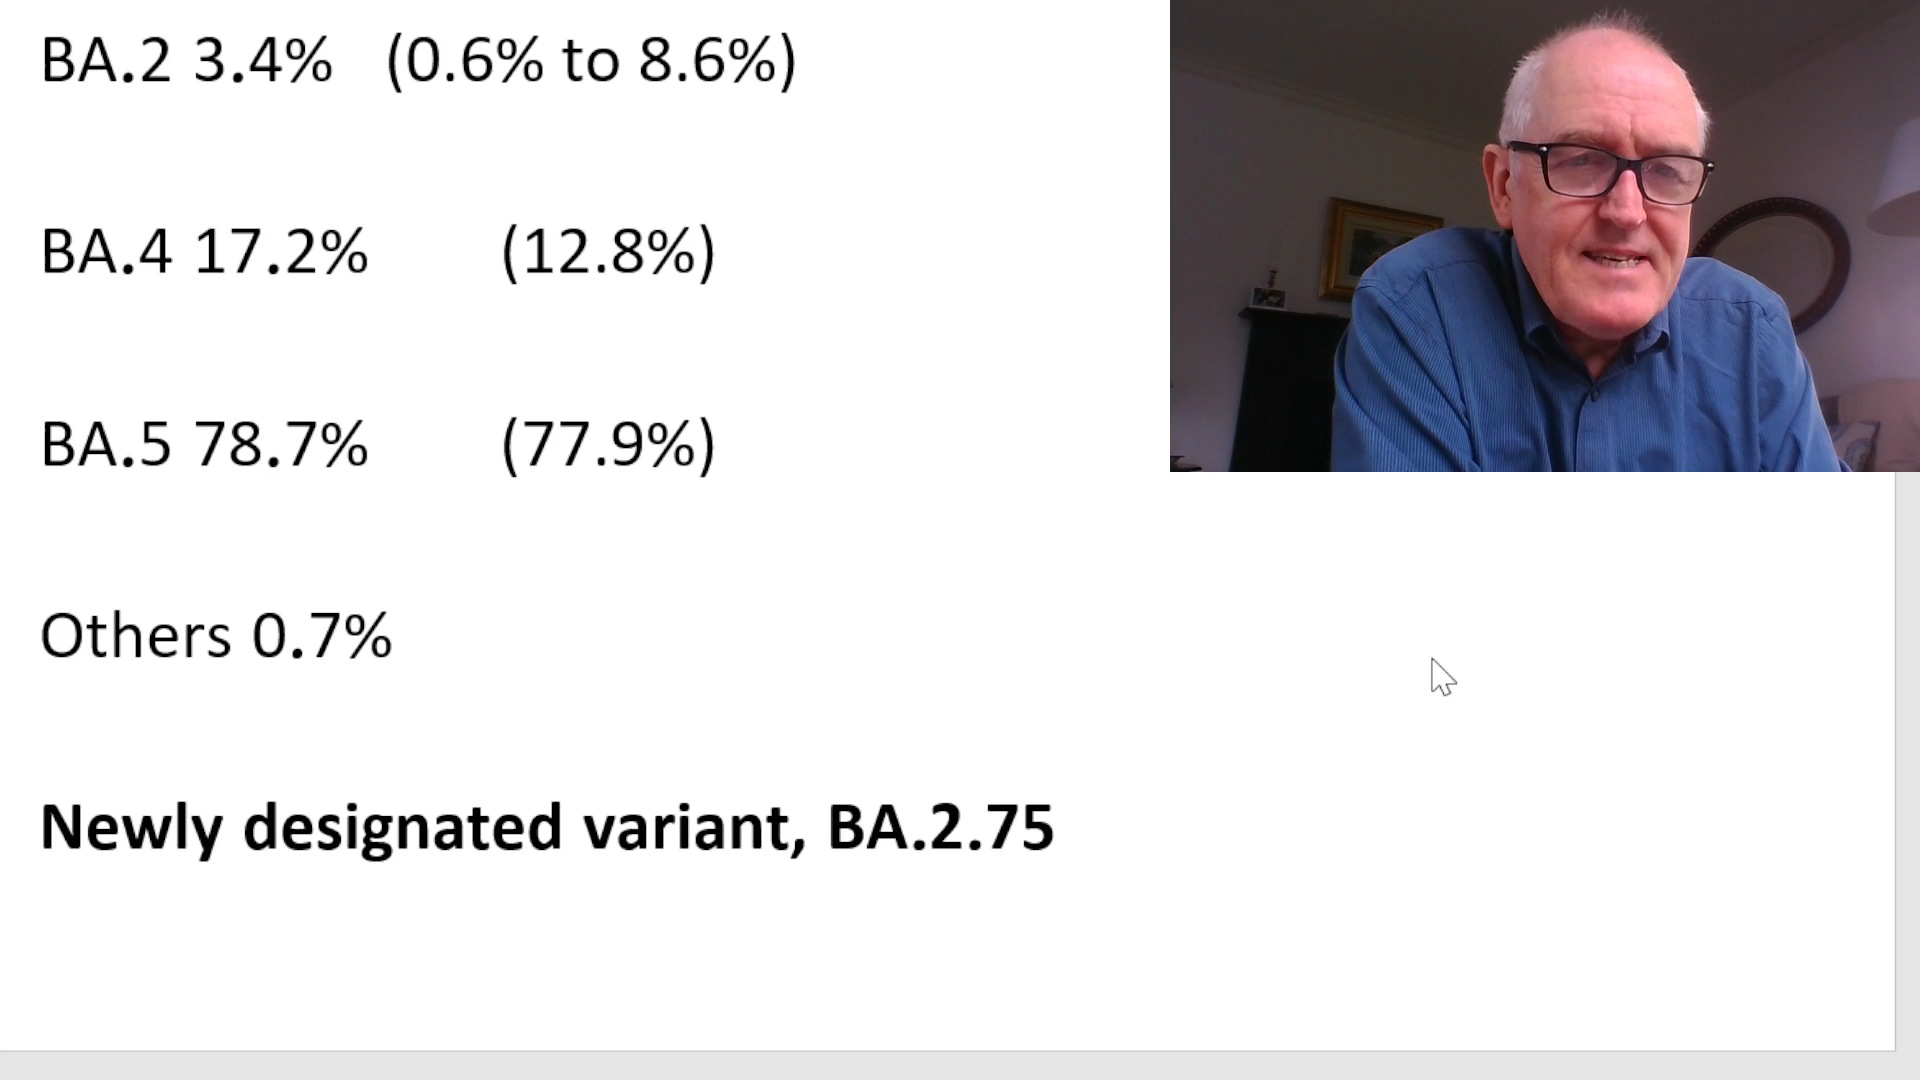 BA.2 3.4% (0.6% to 8.6%)
BA.4 17.2% (12.8%)
BA.5 78.7% (77.9%)
Others 0.7%
Newly designated variant, BA.2.75